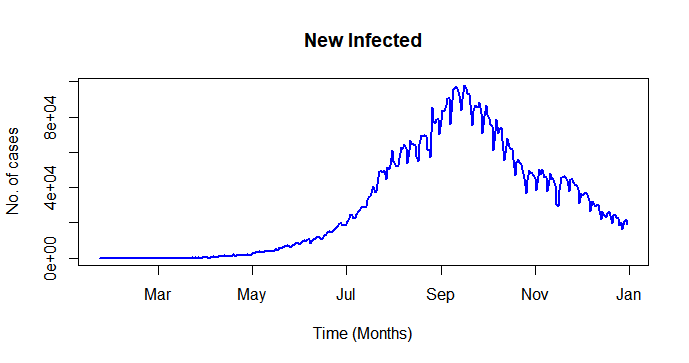 New Infected
No. of cases
8e+04
4e+04
0e+00
Mar May Jul Sep Nov Jan
Time (Months)